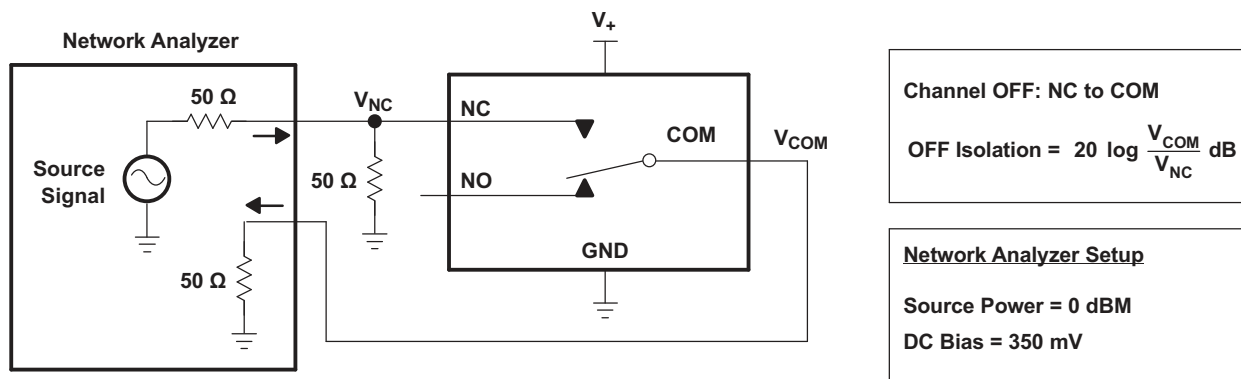 Network Analyzer
50 Ω
Source
Signal
50 Ω
V_NC
50 Ω
V_+
NC
NO
COM
GND
V_COM
Channel OFF: NC to COM
OFF Isolation = 20 log V_COM/V_NC dB
Network Analyzer Setup
Source Power = 0 dBM
DC Bias = 350 mV